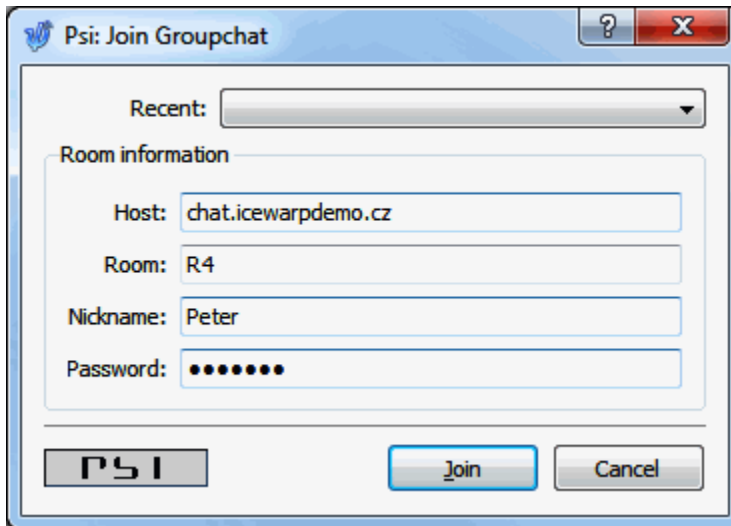 Psi: Join Groupchat
Recent:
Room information
Host: chat.icewarpdemo.cz
Room: R4
Nickname: Peter
Password: •••••••
PSI Join Cancel